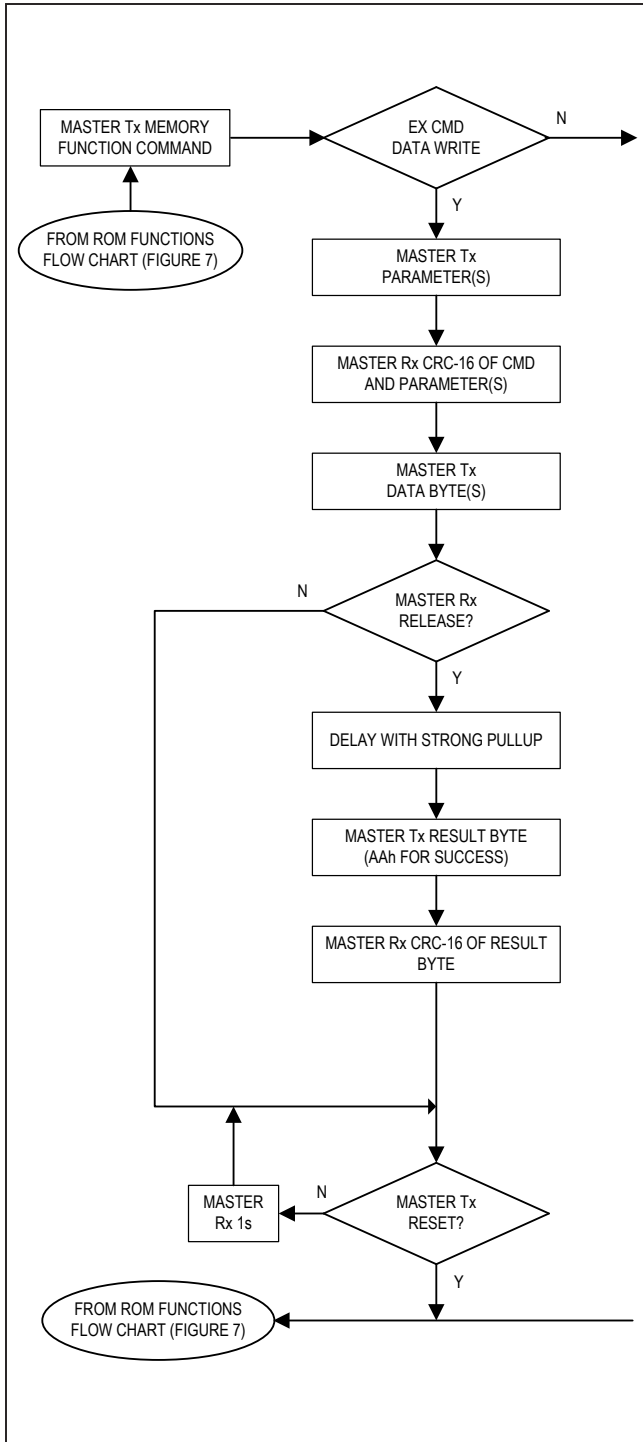 MASTER Tx MEMORY
FUNCTION COMMAND
EX CMD
DATA WRITE
N
Y
FROM ROM FUNCTIONS
FLOW CHART (FIGURE 7)
MASTER Tx
PARAMETER(S)
MASTER Rx CRC-16 OF CMD
AND PARAMETER(S)
MASTER Tx
DATA BYTE(S)
N
MASTER Rx
RELEASE?
Y
DELAY WITH STRONG PULLUP
MASTER Tx RESULT BYTE
(AAh FOR SUCCESS)
MASTER Rx CRC-16 OF RESULT
BYTE
MASTER
Rx 1s
N
MASTER Tx
RESET?
Y
FROM ROM FUNCTIONS
FLOW CHART (FIGURE 7)